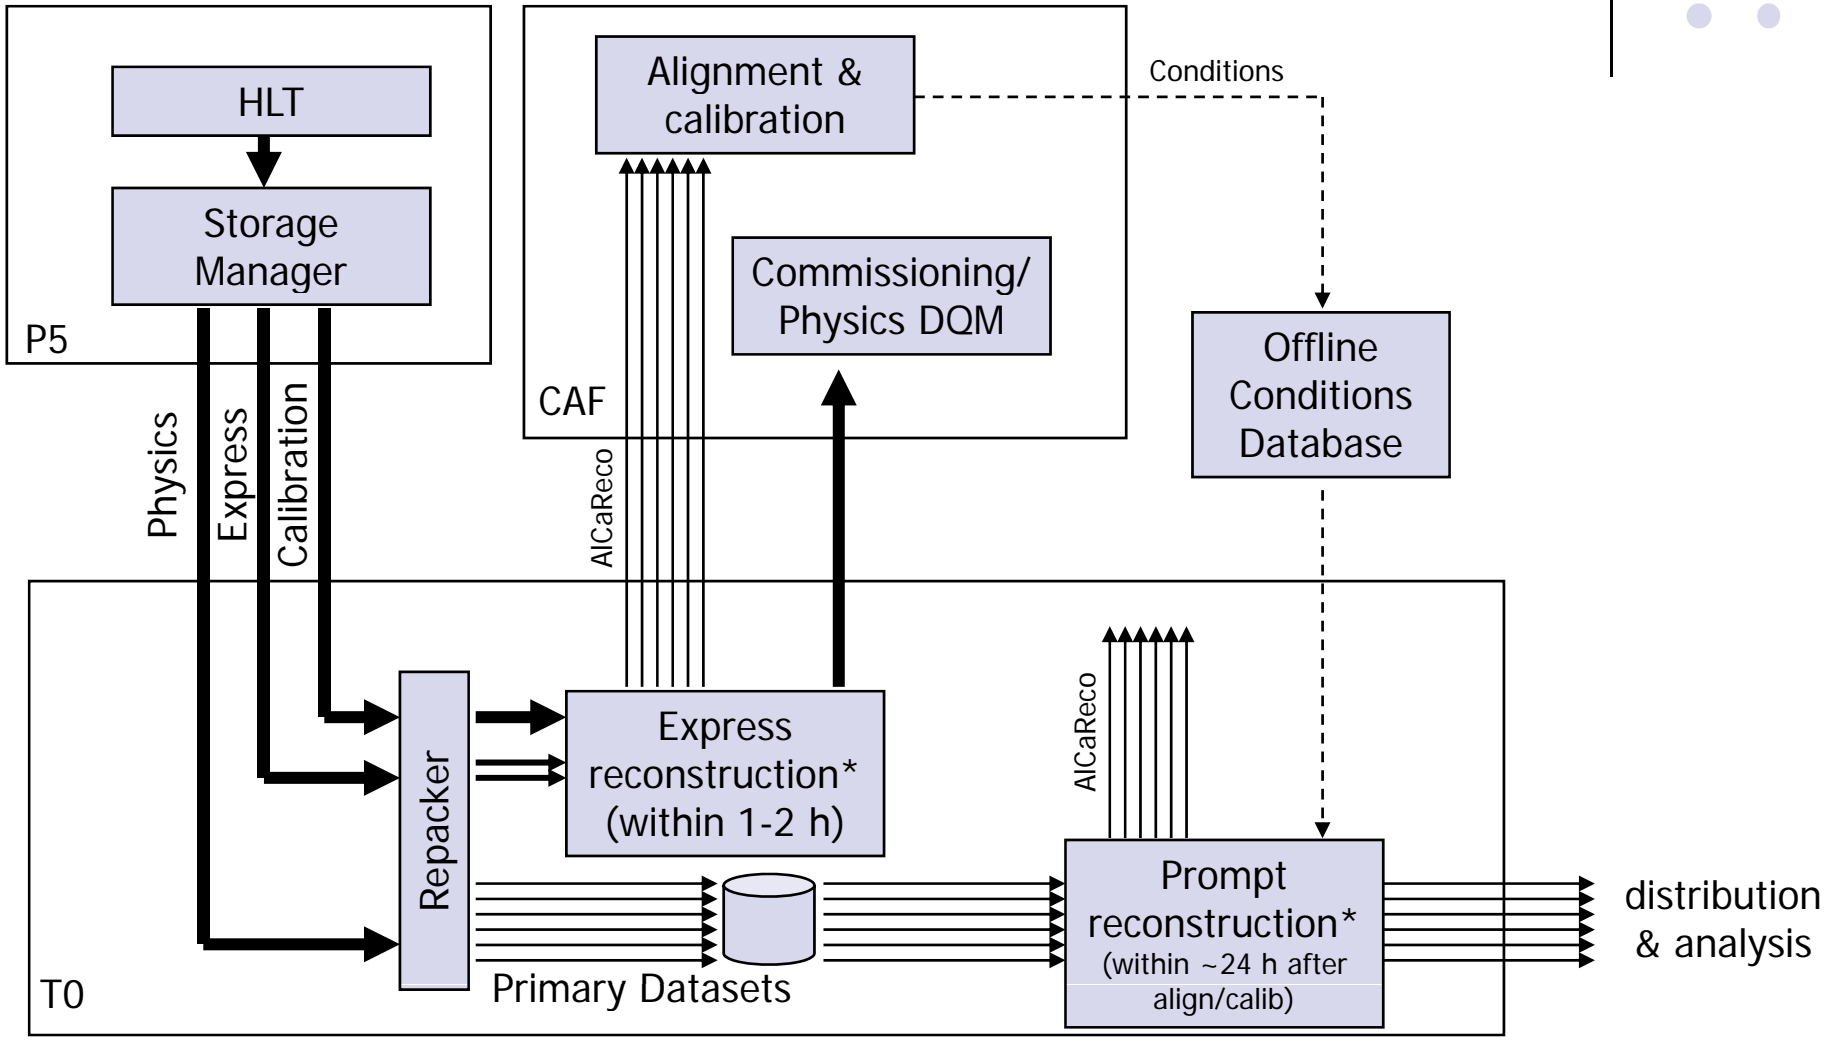 HLT
Storage
Manager
P5
Alignment &
calibration
Conditions
Commissioning/
Physics DQM
CAF
Offline
Conditions
Database
Physics
Express
Calibration
AlCaReco
Repacker
Express
reconstruction*
(within 1-2 h)
AlCaReco
Prompt
reconstruction*
(within ~24 h after
align/calib)
distribution
& analysis
Primary Datasets
T0